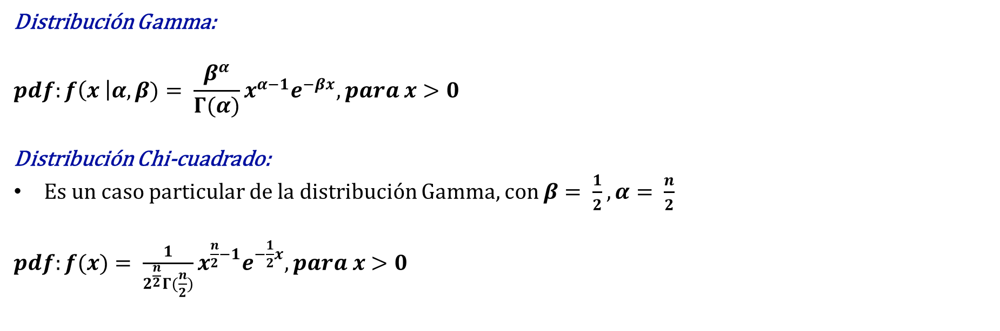 Distribución Gamma:
pdf: f(x |α, β) = β^α / Γ(α) x^(α−1) e^(−βx), para x > 0
Distribución Chi-cuadrado:
• Es un caso particular de la distribución Gamma, con β = 1/2, α = n/2
pdf: f(x) = 1 / (2^(n/2) Γ(n/2)) x^(n/2−1) e^(−1/2 x), para x > 0